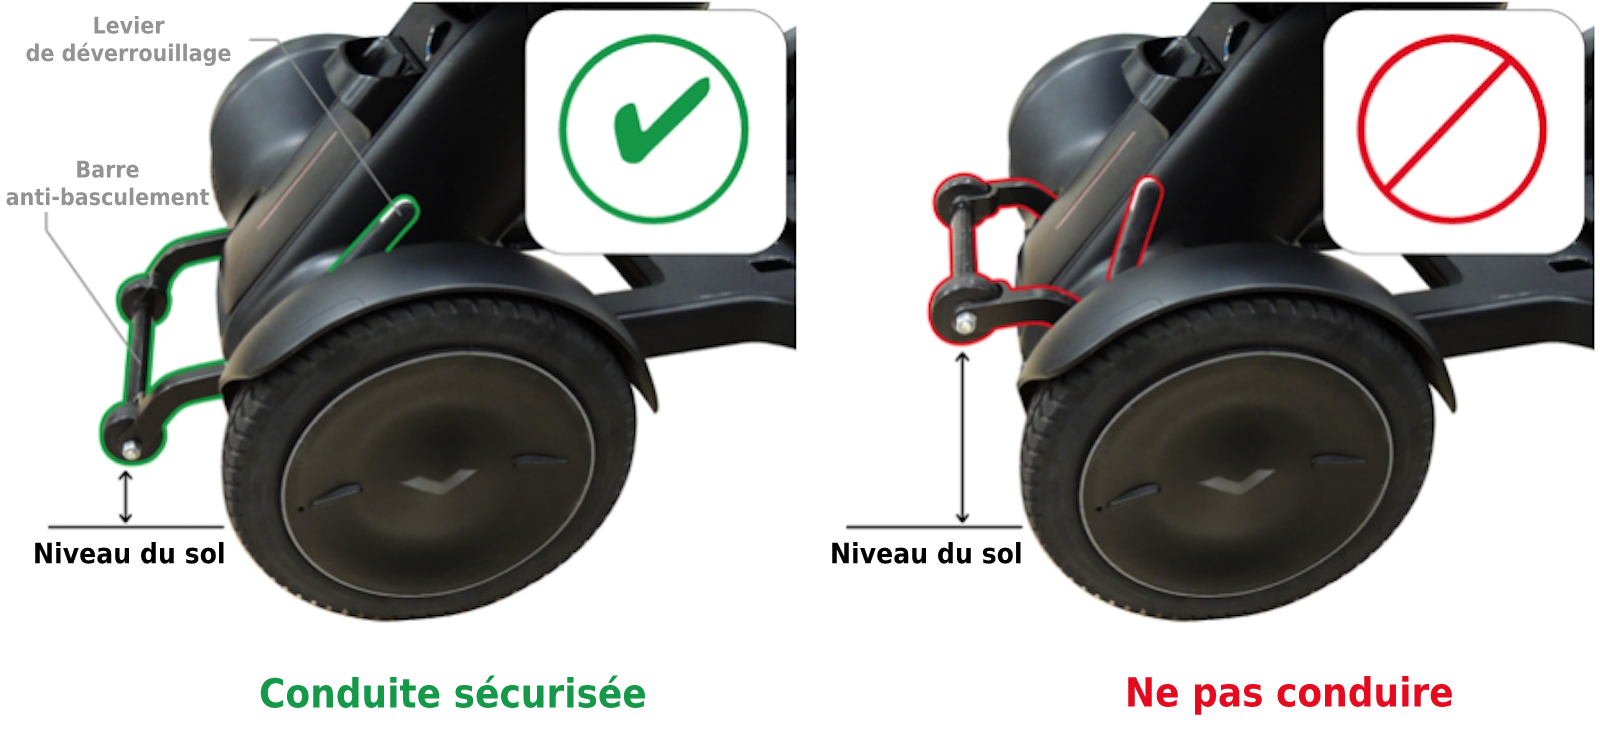 Levier
de déverrouillage
Barre
anti-basculement
Niveau du sol
Conduite sécurisée
Niveau du sol
Ne pas conduire